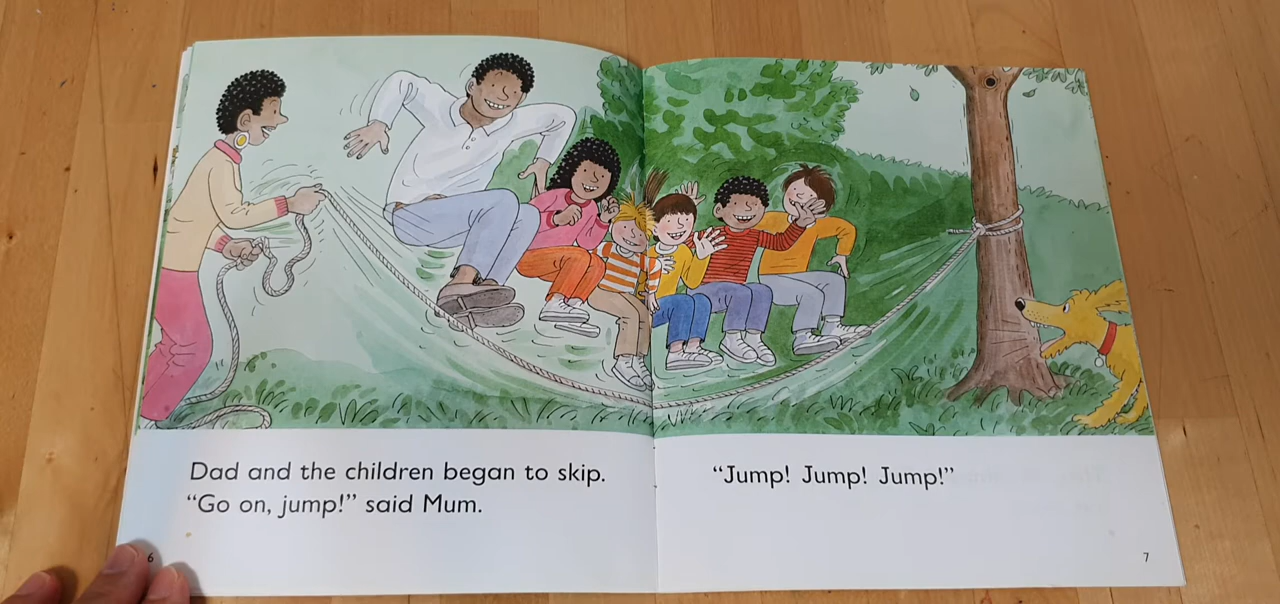 Dad and the children began to skip.
“Go on, jump!” said Mum.
6
“Jump! Jump! Jump!”
7